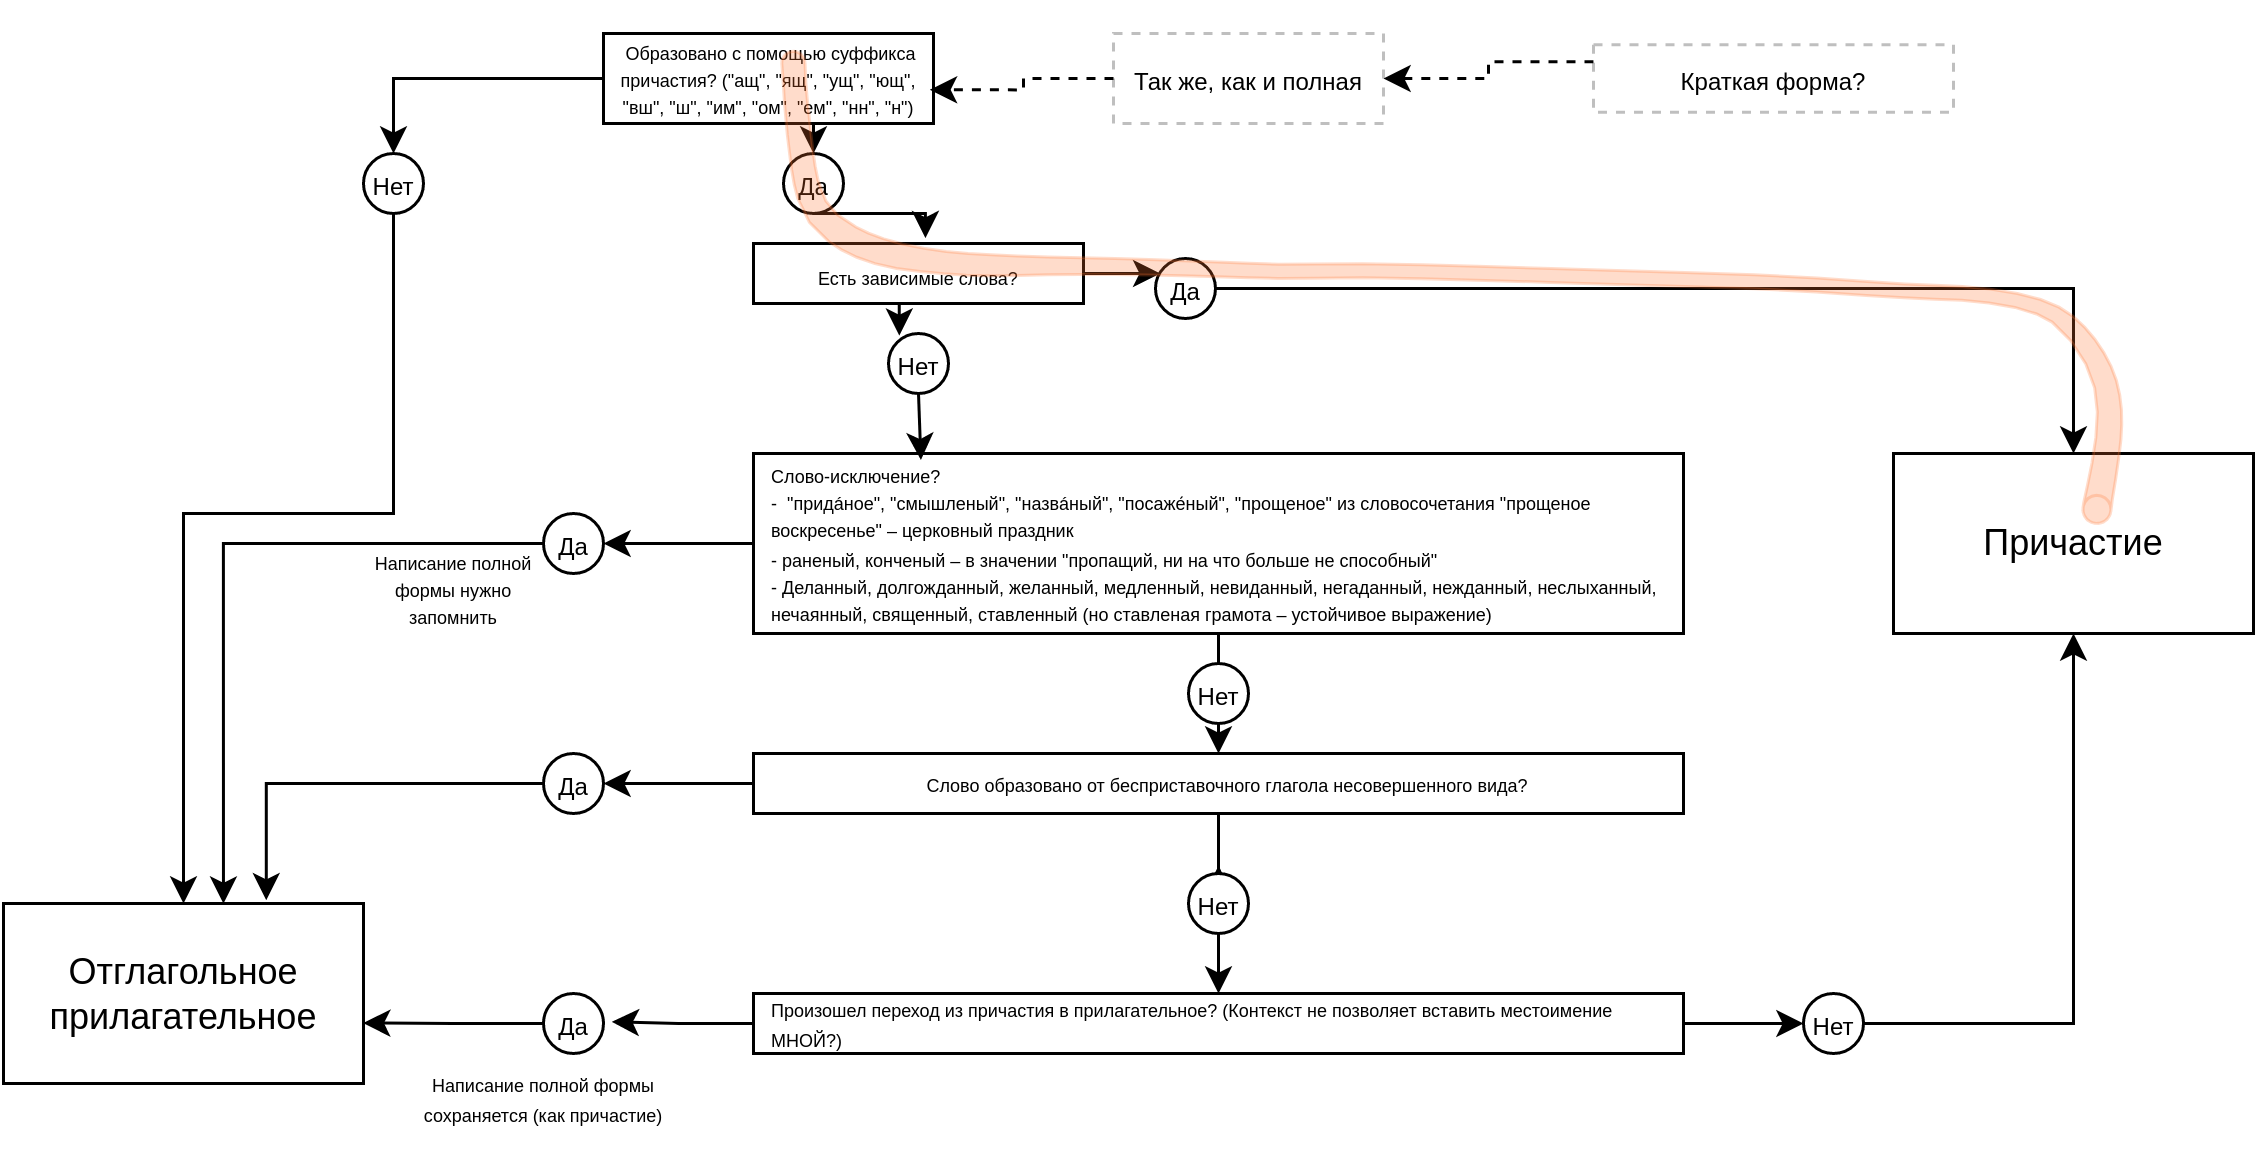 Образовано с помощью суффикса
причастия? ("ащ", "ящ", "ущ", "ющ",
"вш", "ш", "им", "ом", "ем", "нн", "н")
Так же, как и полная
Краткая форма?
Нет
Да
Есть зависимые слова?
Да
Нет
Слово-исключение?
- "прида́ное", "смышленый", "назва́ный", "посажéный", "прощеное" из словосочетания "прощеное
воскресенье" – церковный праздник
- раненый, конченый – в значении "пропащий, ни на что больше не способный"
- Деланный, долгожданный, желанный, медленный, невиданный, негаданный, нежданный, неслыханный,
нечаянный, священный, ставленный (но ставленая грамота – устойчивое выражение)
Да
Написание полной
формы нужно
запомнить
Причастие
Нет
Да
Слово образовано от бесприставочного глагола несовершенного вида?
Нет
Отглагольное
прилагательное
Да
Произошел переход из причастия в прилагательное? (Контекст не позволяет вставить местоимение
МНОЙ?)
Нет
Написание полной формы
сохраняется (как причастие)